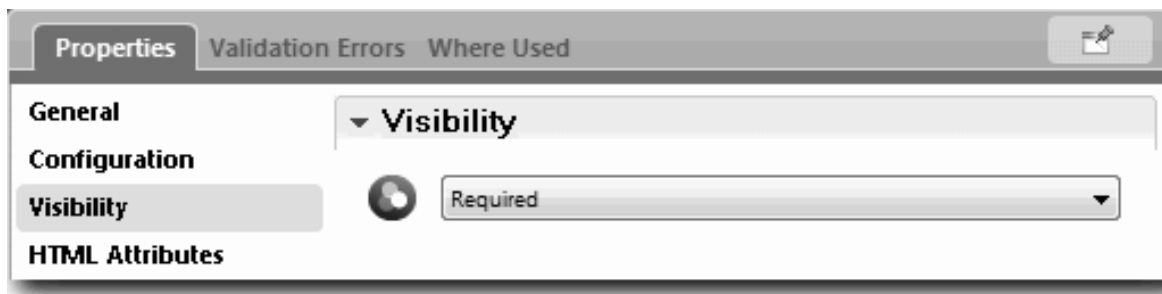 Properties Validation Errors Where Used
General
Configuration
Visibility
HTML Attributes
Visibility
Required